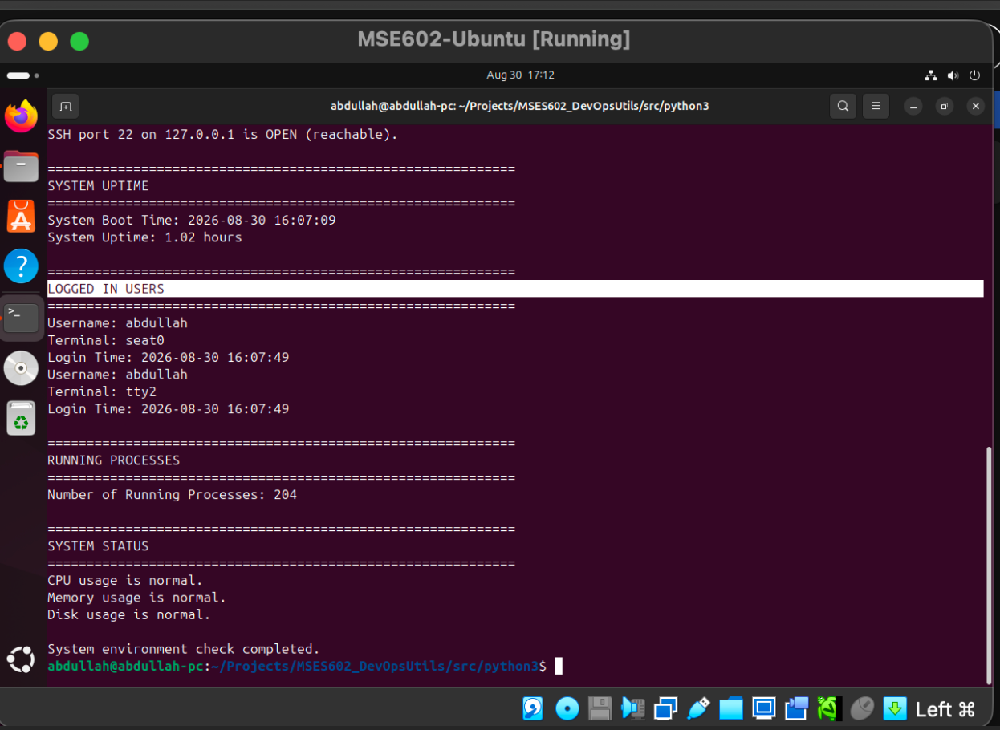 MSE602-Ubuntu [Running]
Aug 30 17:12
abdullah@abdullah-pc: ~/Projects/MSES602_DevOpsUtils/src/python3
SSH port 22 on 127.0.0.1 is OPEN (reachable).
============================================================
SYSTEM UPTIME
============================================================
System Boot Time: 2026-08-30 16:07:09
System Uptime: 1.02 hours
============================================================
LOGGED IN USERS
============================================================
Username: abdullah
Terminal: seat0
Login Time: 2026-08-30 16:07:49
Username: abdullah
Terminal: tty2
Login Time: 2026-08-30 16:07:49
============================================================
RUNNING PROCESSES
============================================================
Number of Running Processes: 204
============================================================
SYSTEM STATUS
============================================================
CPU usage is normal.
Memory usage is normal.
Disk usage is normal.
System environment check completed.
abdullah@abdullah-pc:~/Projects/MSES602_DevOpsUtils/src/python3$
Left ⌘